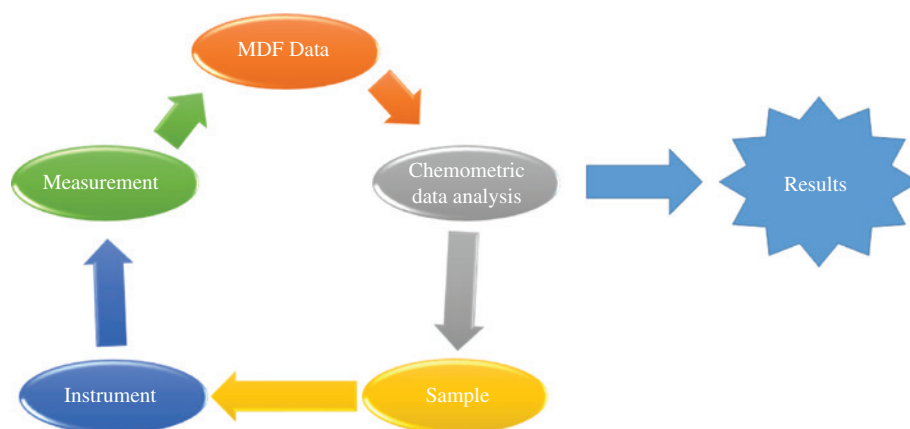 MDF Data
Measurement
Chemometric
data analysis
Results
Instrument
Sample